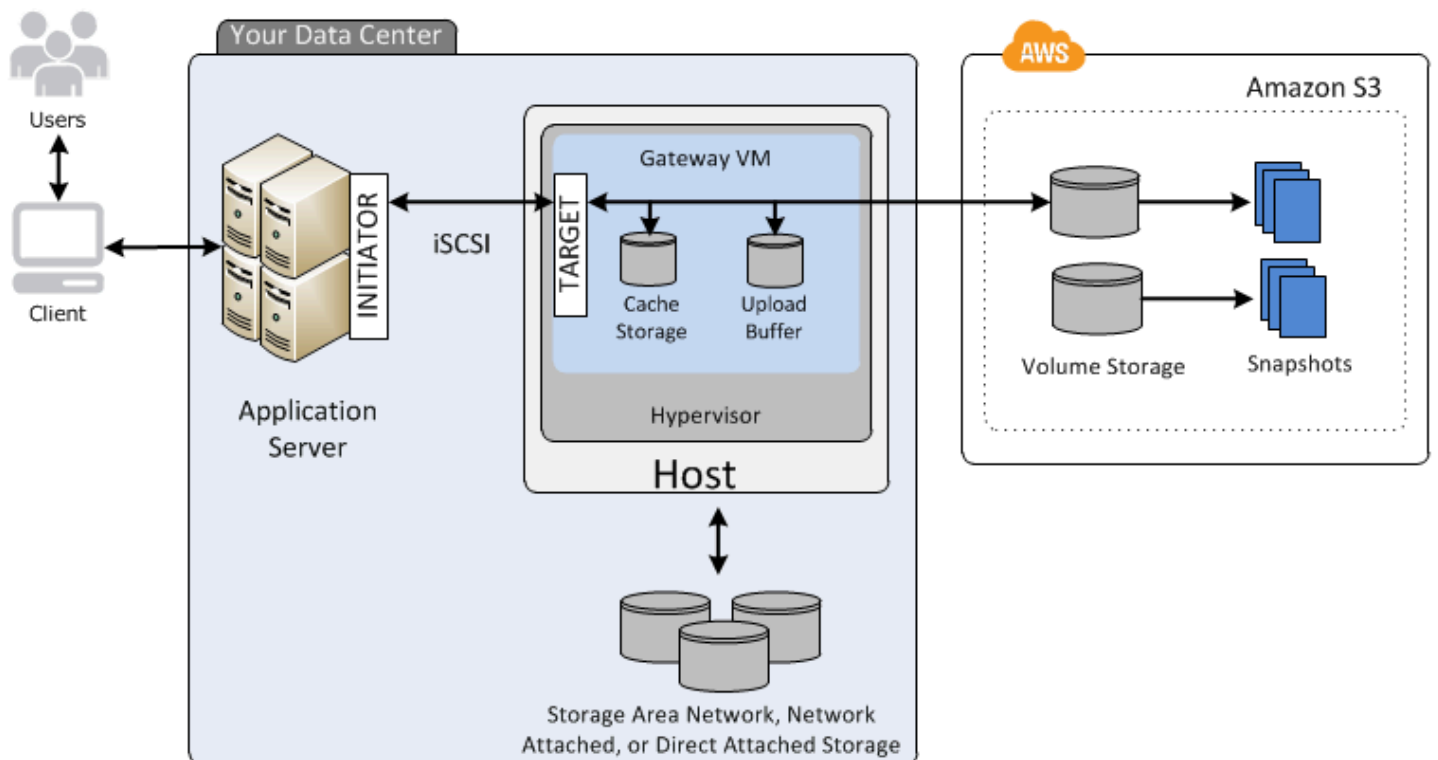 Your Data Center
Users
Client
Application
Server
INITIATOR
iSCSI
TARGET
Gateway VM
Cache
Storage
Upload
Buffer
Hypervisor
Host
Storage Area Network, Network
Attached, or Direct Attached Storage
AWS
Amazon S3
Volume Storage
Snapshots